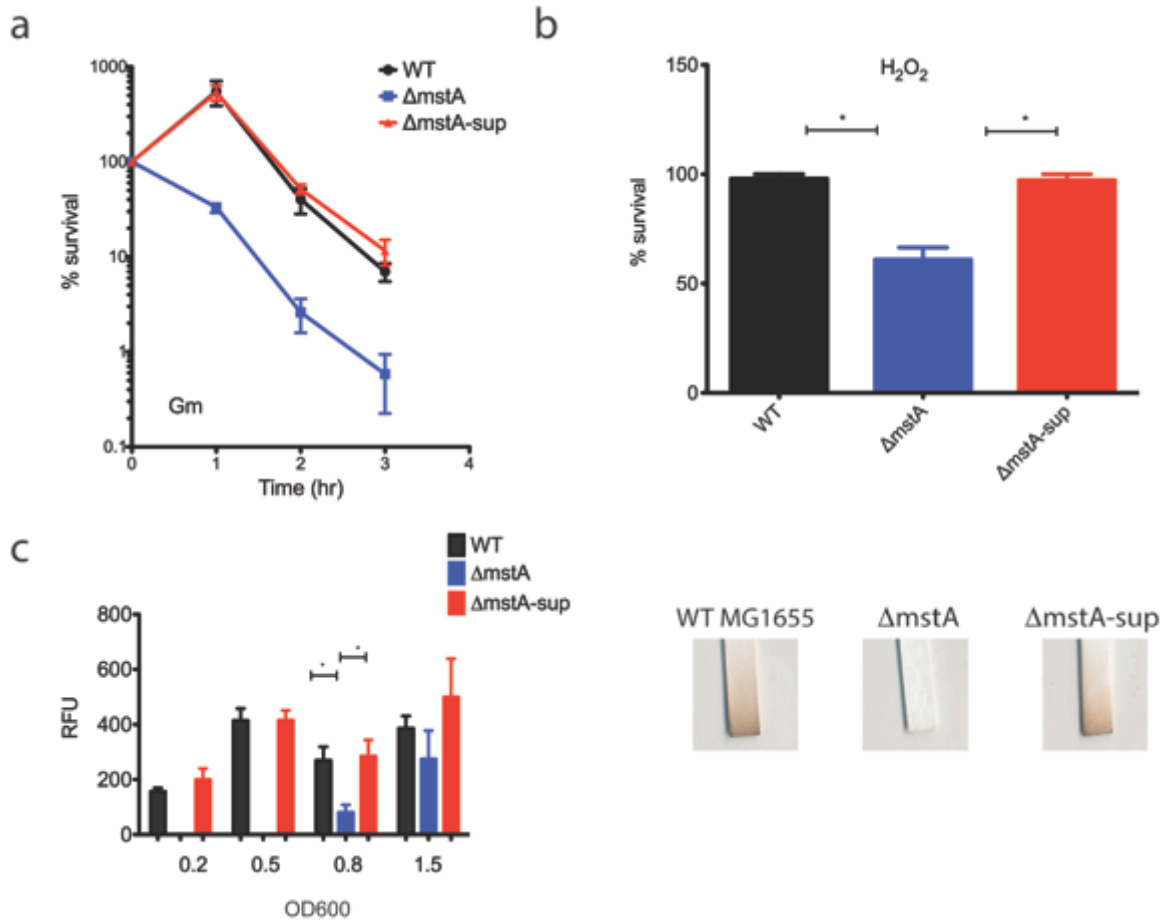 a
1000
100
10
1
0.1
% survival
WT
ΔmstA
ΔmstA-sup
Gm
0 1 2 3 4
Time (hr)
b
H₂O₂
150
100
50
0
% survival
*
*
WT
ΔmstA
ΔmstA-sup
c
WT
ΔmstA
ΔmstA-sup
800
600
400
200
0
RFU
*
*
0.2 0.5 0.8 1.5
OD600
WT MG1655 ΔmstA ΔmstA-sup